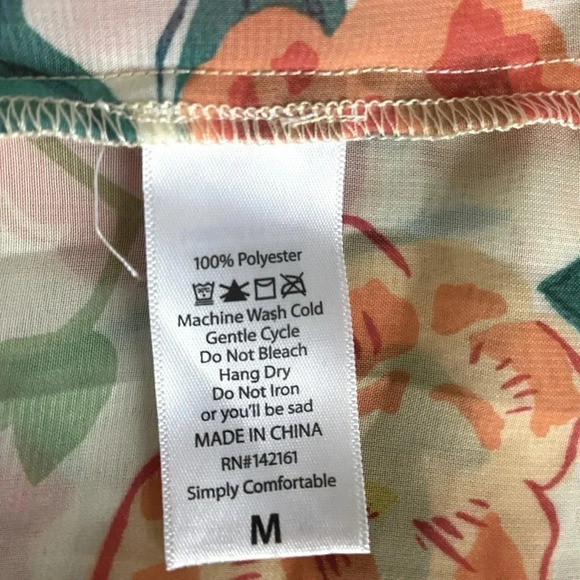 100% Polyester
Machine Wash Cold
Gentle Cycle
Do Not Bleach
Hang Dry
Do Not Iron
or you'll be sad
MADE IN CHINA
RN#142161
Simply Comfortable
M